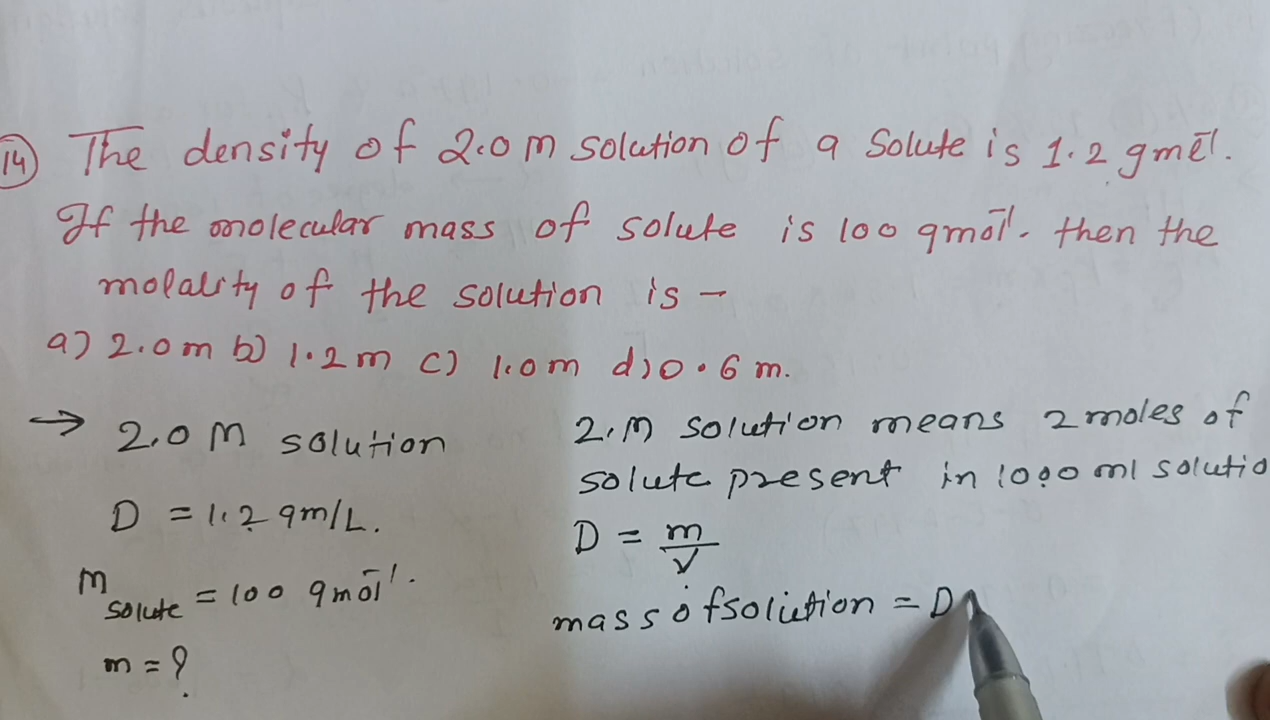 14) The density of 2.0 M solution of a solute is 1.2 g ml⁻¹.
If the molecular mass of solute is 100 g mol⁻¹. then the
molality of the solution is –
a) 2.0 m b) 1.2 m c) 1.0 m d) 0.6 m.
→ 2.0 M solution
D = 1.2 gm/L.
M solute = 100 g mol⁻¹.
m = ?
2.M solution means 2 moles of
solute present in 1000 ml solutio
D = m/V
mass of solution = D